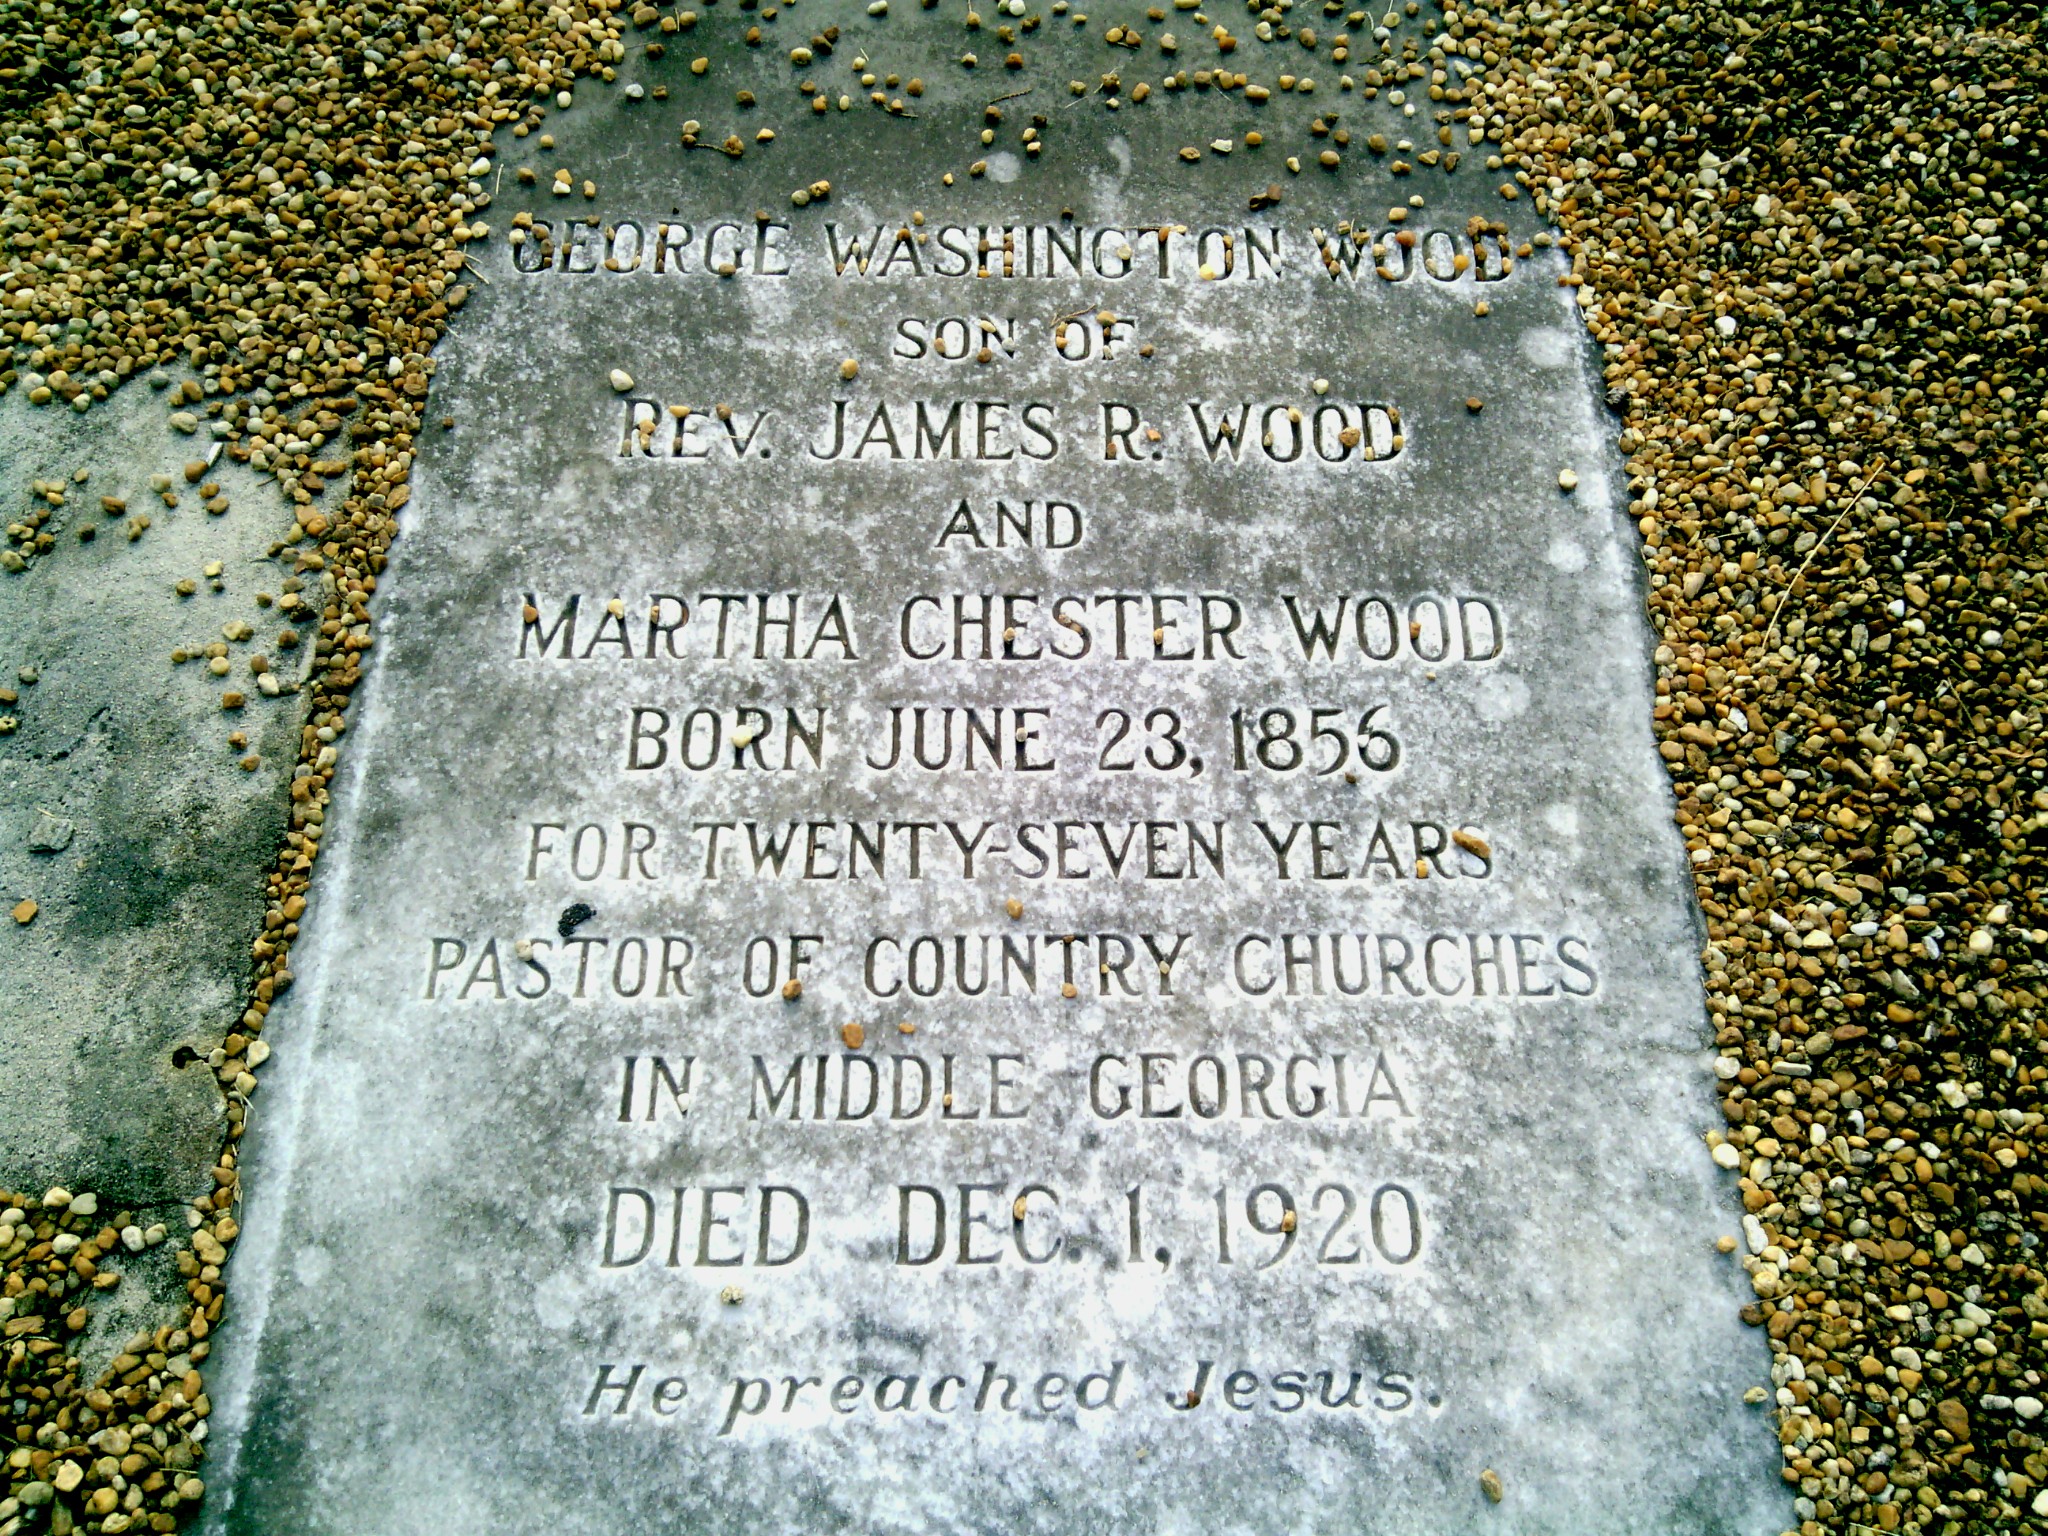 GEORGE WASHINGTON WOOD
SON OF
REV. JAMES R. WOOD
AND
MARTHA CHESTER WOOD
BORN JUNE 23, 1856
FOR TWENTY-SEVEN YEARS
PASTOR OF COUNTRY CHURCHES
IN MIDDLE GEORGIA
DIED DEC. 1, 1920
He preached Jesus.